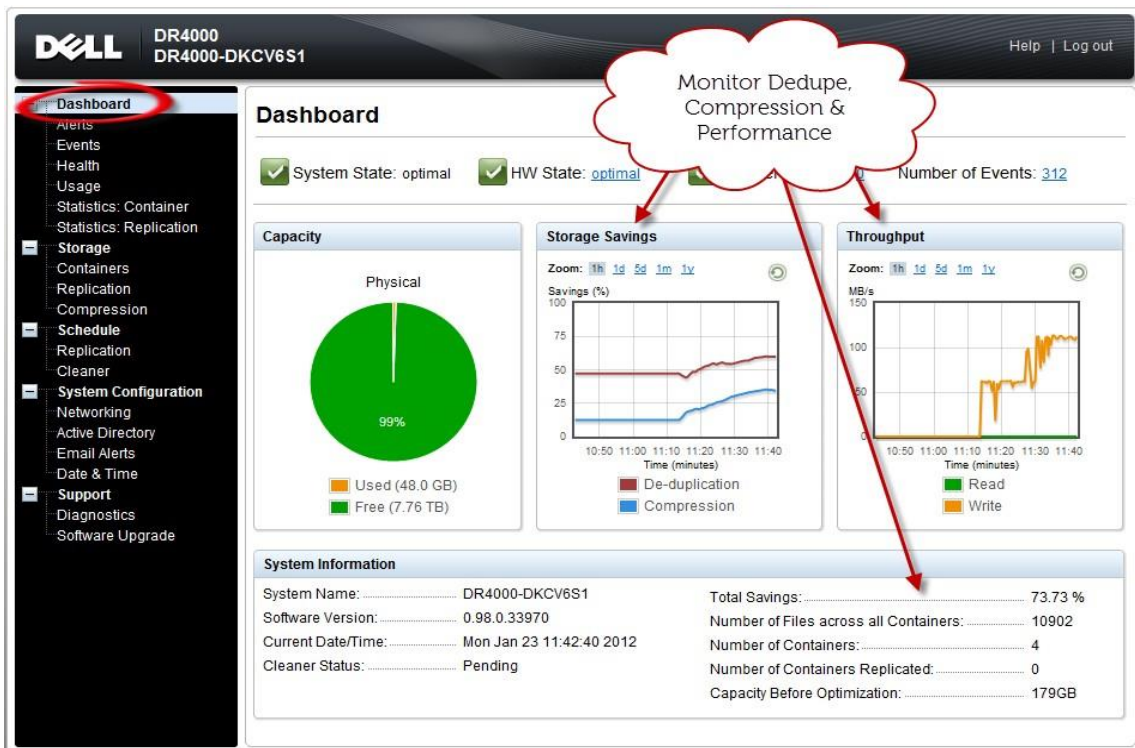 DELL
DR4000
DR4000-DKCV6S1
Help | Log out
Monitor Dedupe,
Compression &
Performance
Dashboard
Alerts
Events
Health
Usage
Statistics: Container
Statistics: Replication
Storage
Containers
Replication
Compression
Schedule
Replication
Cleaner
System Configuration
Networking
Active Directory
Email Alerts
Date & Time
Support
Diagnostics
Software Upgrade
Dashboard
System State: optimal
HW State: optimal
Number of Events: 312
Capacity
Physical
99%
Used (48.0 GB)
Free (7.76 TB)
Storage Savings
Zoom: 1h 1d 5d 1m 1y
Savings (%)
100
75
50
25
0
10:50 11:00 11:10 11:20 11:30 11:40
Time (minutes)
De-duplication
Compression
Throughput
Zoom: 1h 1d 5d 1m 1y
MB/s
150
100
50
0
10:50 11:00 11:10 11:20 11:30 11:40
Time (minutes)
Read
Write
System Information
System Name: DR4000-DKCV6S1
Software Version: 0.98.0.33970
Current Date/Time: Mon Jan 23 11:42:40 2012
Cleaner Status: Pending
Total Savings: 73.73 %
Number of Files across all Containers: 10902
Number of Containers: 4
Number of Containers Replicated: 0
Capacity Before Optimization: 179GB